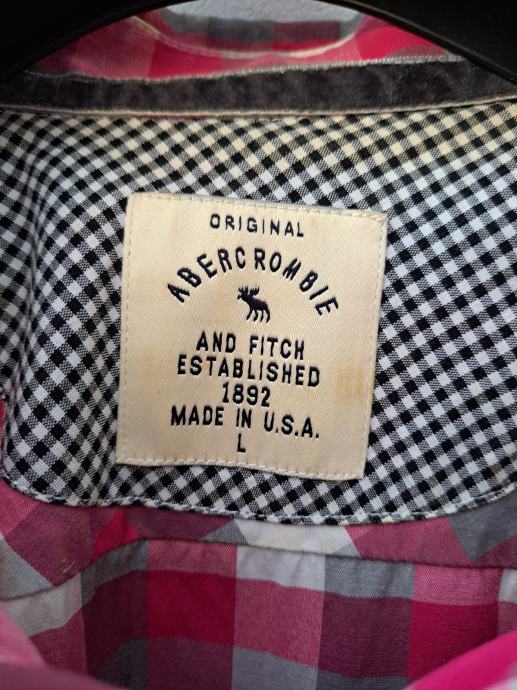 ORIGINAL
ABERCROMBIE
AND FITCH
ESTABLISHED
1892
MADE IN U.S.A.
L